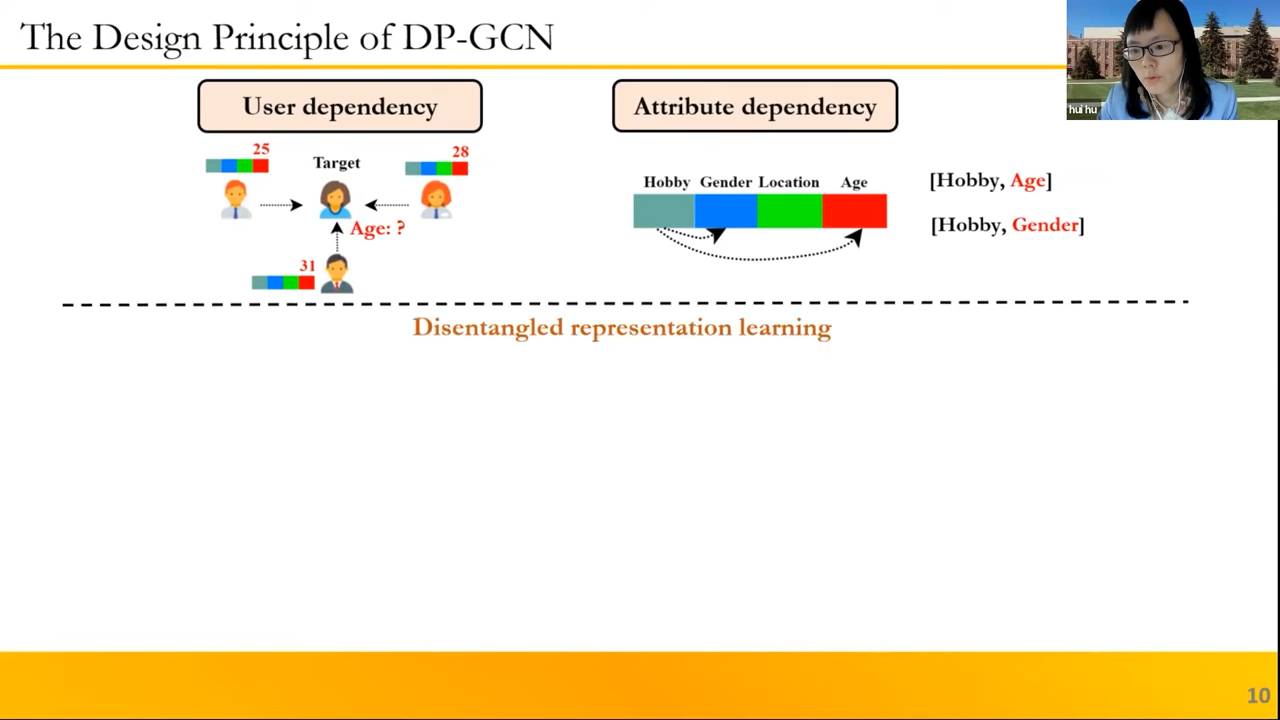 The Design Principle of DP-GCN
hui hu
User dependency
Attribute dependency
25
Target
28
Age: ?
31
Hobby Gender Location Age
[Hobby, Age]
[Hobby, Gender]
Disentangled representation learning
10